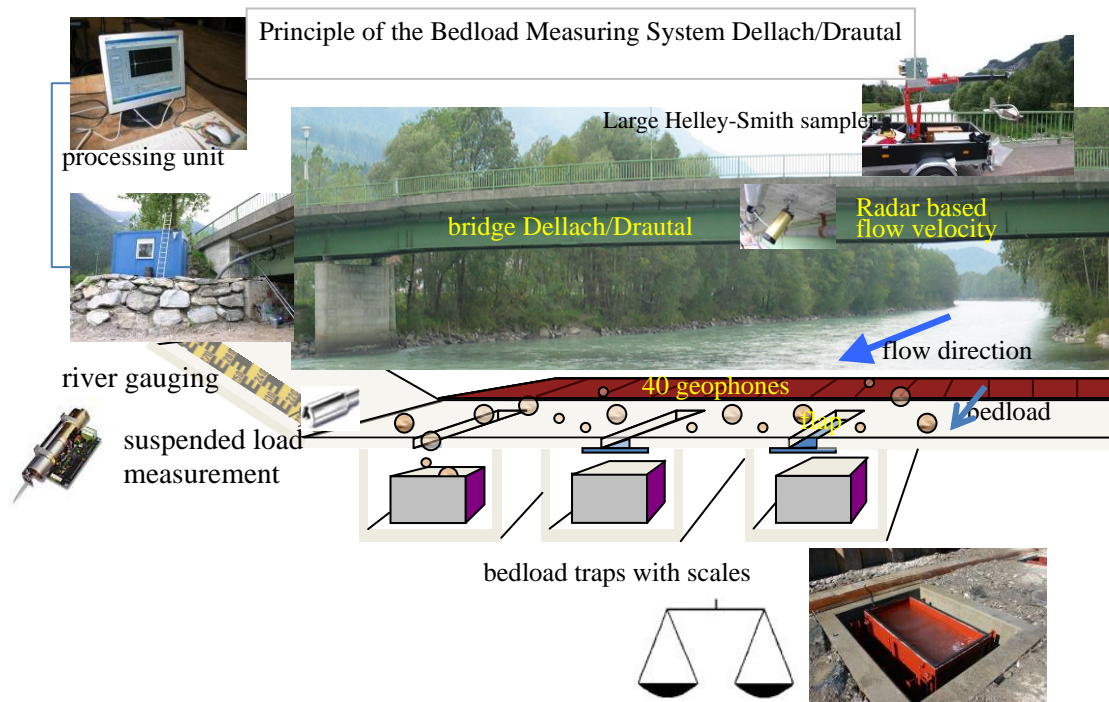 Principle of the Bedload Measuring System Dellach/Drautal
Large Helley-Smith sampler
processing unit
bridge Dellach/Drautal
Radar based
flow velocity
flow direction
river gauging
40 geophones
flap
bedload
suspended load
measurement
bedload traps with scales